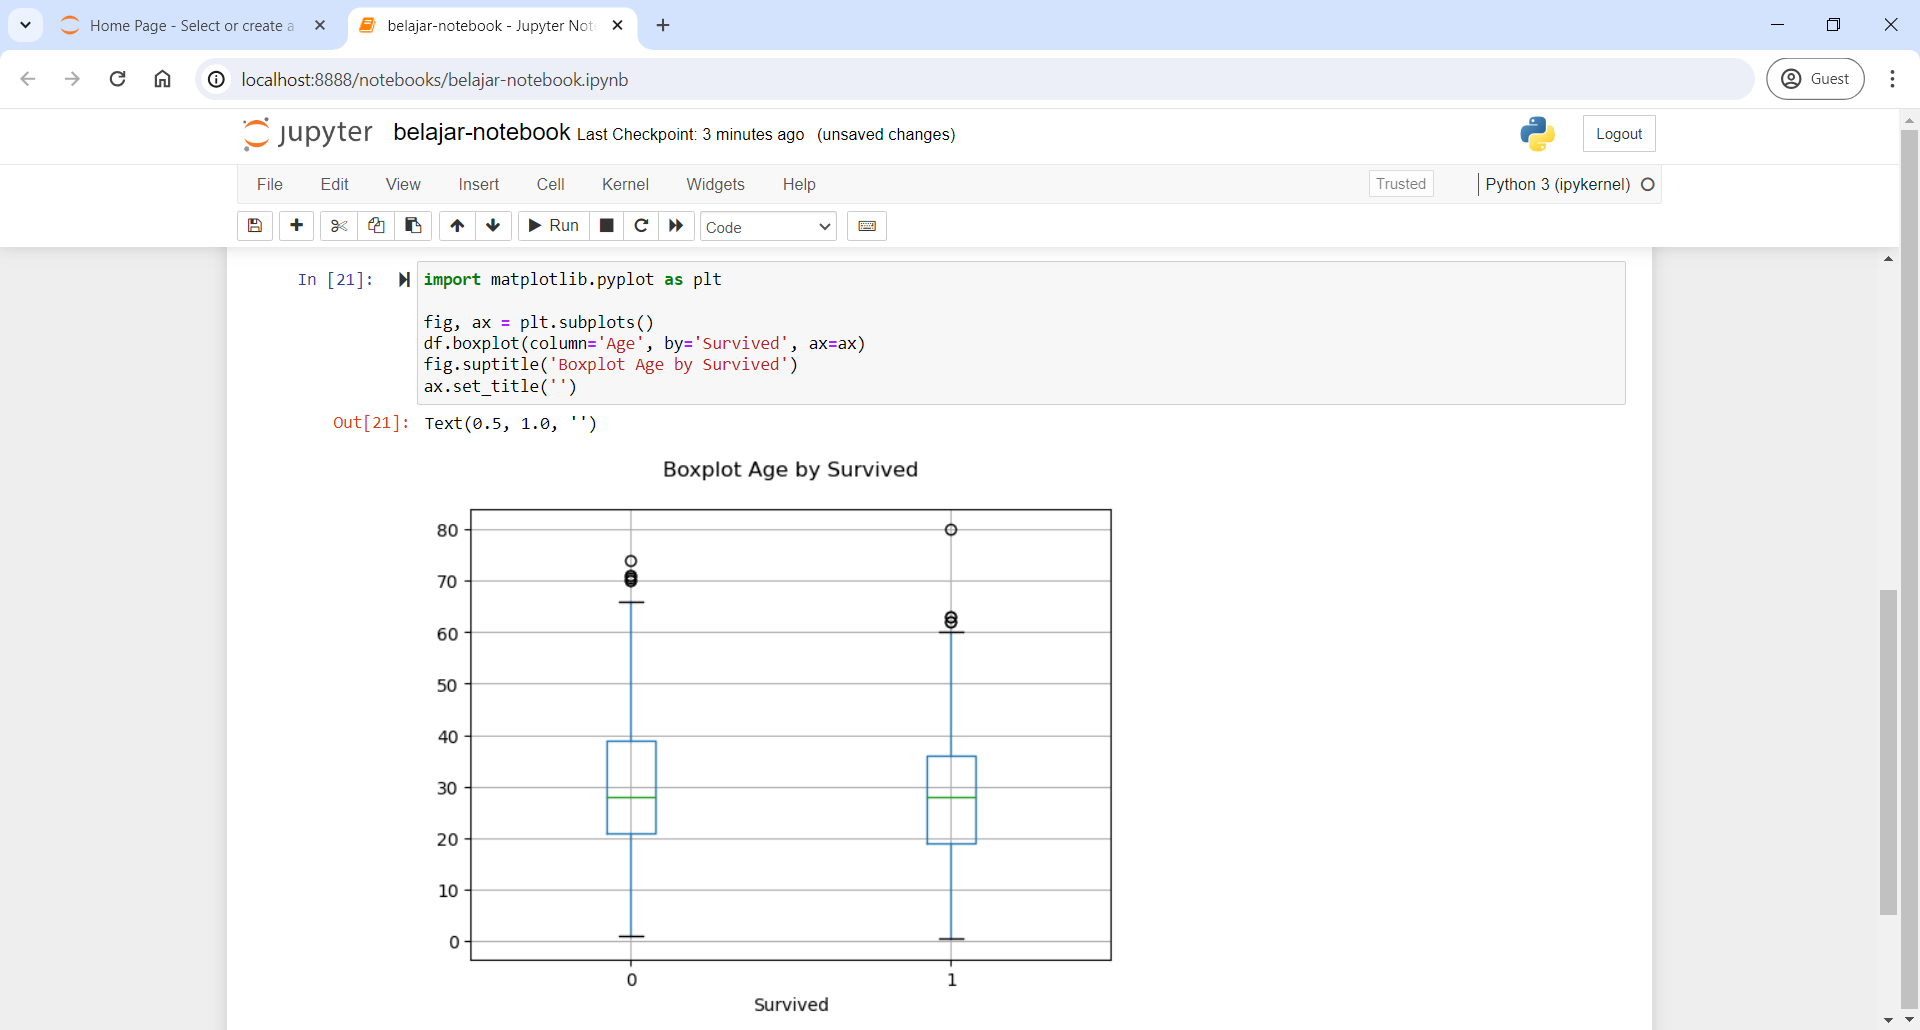 Home Page - Select or create a
belajar-notebook - Jupyter Not
localhost:8888/notebooks/belajar-notebook.ipynb
Guest
jupyter belajar-notebook Last Checkpoint: 3 minutes ago (unsaved changes)
Logout
File Edit View Insert Cell Kernel Widgets Help
Trusted
Python 3 (ipykernel)
Run
Code
In [21]:
import matplotlib.pyplot as plt
fig, ax = plt.subplots()
df.boxplot(column='Age', by='Survived', ax=ax)
fig.suptitle('Boxplot Age by Survived')
ax.set_title('')
Out[21]: Text(0.5, 1.0, '')
Boxplot Age by Survived
80
70
60
50
40
30
20
10
0
0 1
Survived